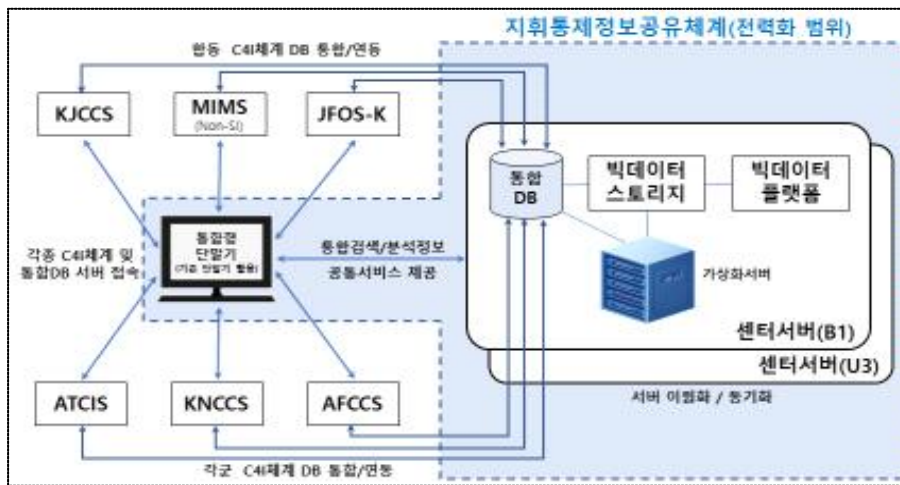 지휘통제정보공유체계(전력화 범위)
합동 C4I체계 DB 통합/연동
KJCCS
MIMS
(Non-SI)
JFOS-K
통합
DB
빅데이터
스토리지
빅데이터
플랫폼
각종 C4I체계 및
통합DB 서버 접속
통합형
단말기
(기존 단말기 활용)
통합검색/분석정보
공통서비스 제공
가상화서버
센터서버(B1)
센터서버(U3)
서버 이원화 / 동기화
ATCIS
KNCCS
AFCCS
각군 C4I체계 DB 통합/연동